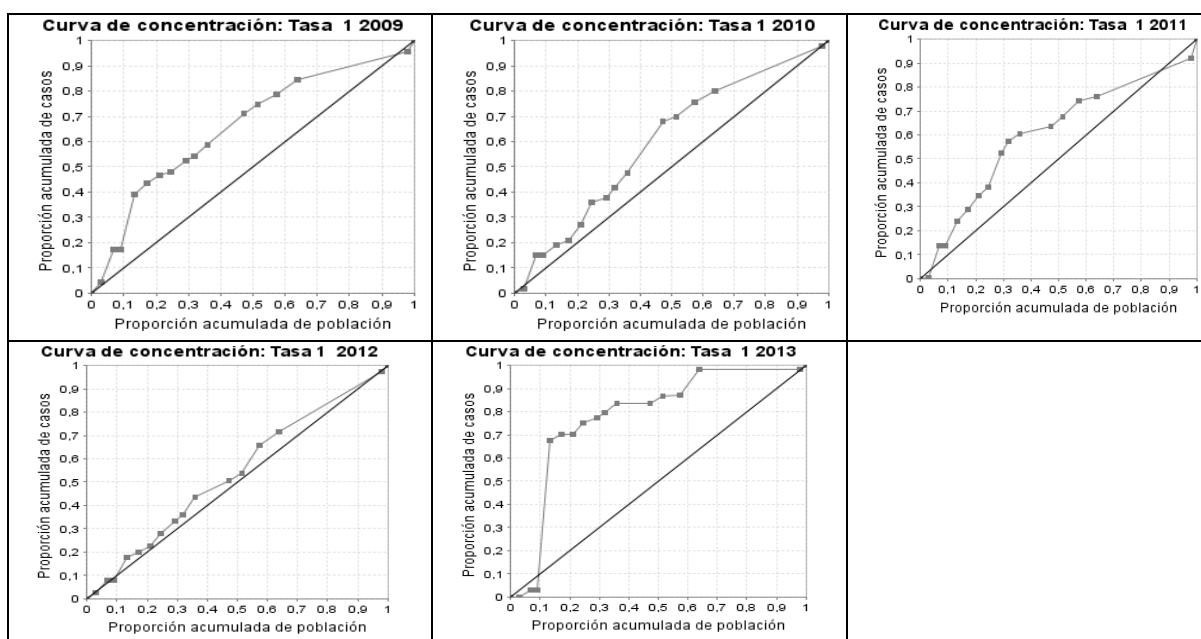 Curva de concentración: Tasa 1 2009
Proporción acumulada de casos
1
0,9
0,8
0,7
0,6
0,5
0,4
0,3
0,2
0,1
0
0 0,1 0,2 0,3 0,4 0,5 0,6 0,7 0,8 0,9 1
Proporción acumulada de población
Curva de concentración: Tasa 1 2010
Proporción acumulada de casos
1
0,9
0,8
0,7
0,6
0,5
0,4
0,3
0,2
0,1
0
0 0,1 0,2 0,3 0,4 0,5 0,6 0,7 0,8 0,9 1
Proporción acumulada de población
Curva de concentración: Tasa 1 2011
Proporción acumulada de casos
1
0,9
0,8
0,7
0,6
0,5
0,4
0,3
0,2
0,1
0
0 0,1 0,2 0,3 0,4 0,5 0,6 0,7 0,8 0,9 1
Proporción acumulada de población
Curva de concentración: Tasa 1 2012
Proporción acumulada de casos
1
0,9
0,8
0,7
0,6
0,5
0,4
0,3
0,2
0,1
0
0 0,1 0,2 0,3 0,4 0,5 0,6 0,7 0,8 0,9 1
Proporción acumulada de población
Curva de concentración: Tasa 1 2013
Proporción acumulada de casos
1
0,9
0,8
0,7
0,6
0,5
0,4
0,3
0,2
0,1
0
0 0,1 0,2 0,3 0,4 0,5 0,6 0,7 0,8 0,9 1
Proporción acumulada de población